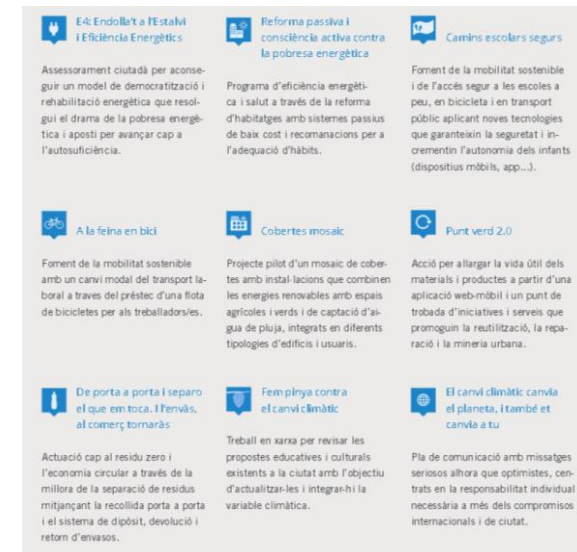 E4: Endolla't a l'Estalvi
i Eficiència Energètics
Assessorament ciutadà per aconse-
guir un model de democratització i
rehabilitació energètica que resol-
gui el drama de la pobresa energè-
tica i aposti per avançar cap a
l'autosuficiència.
Reforma passiva i
consciència activa contra
la pobresa energètica
Programa d'eficiència energèti-
ca i salut a través de la reforma
d'habitatges amb sistemes passius
de baix cost i recomanacions per a
l'adequació d'hàbits.
Camins escolars segurs
Foment de la mobilitat sostenible
i de l'accés segur a les escoles a
peu, en bicicleta i en transport
públic aplicant noves tecnologies
que garanteixin la seguretat i in-
crementin l'autonomia dels infants
(dispositius mòbils, app...).
A la feina en bici
Foment de la mobilitat sostenible
amb un canvi modal del transport la-
boral a traves del préstec d'una flota
de bicicletes per als treballadors/es.
Cobertes mosaic
Projecte pilot d'un mosaic de cober-
tes amb instal·lacions que combinen
les energies renovables amb espais
agrícoles i verds i de captació d'ai-
gua de pluja, integrats en diferents
tipologies d'edificis i usuaris.
Punt verd 2.0
Acció per allargar la vida útil dels
materials i productes a partir d'una
aplicació web-mòbil i un punt de
trobada d'iniciatives i serveis que
promoguin la reutilització, la repa-
ració i la mineria urbana.
De porta a porta i separo
el que em toca. I l'envàs,
al comerç tornaràs
Actuació cap al residu zero i
l'economia circular a través de la
millora de la separació de residus
mitjançant la recollida porta a porta
i el sistema de dipòsit, devolució i
retorn d'envasos.
Fem pinya contra
el canvi climàtic
Treball en xarxa per revisar les
propostes educatives i culturals
existents a la ciutat amb l'objectiu
d'actualitzar-les i integrar-hi la
variable climàtica.
El canvi climàtic canvia
el planeta, i també et
canvia a tu
Pla de comunicació amb missatges
seriosos alhora que optimistes, cen-
trats en la responsabilitat individual
necessària a més dels compromisos
internacionals i de ciutat.